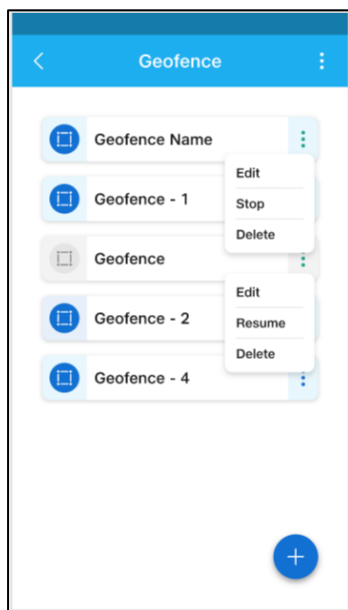 Geofence
Geofence Name
Edit
Geofence - 1
Stop
Delete
Geofence
Edit
Geofence - 2
Resume
Delete
Geofence - 4